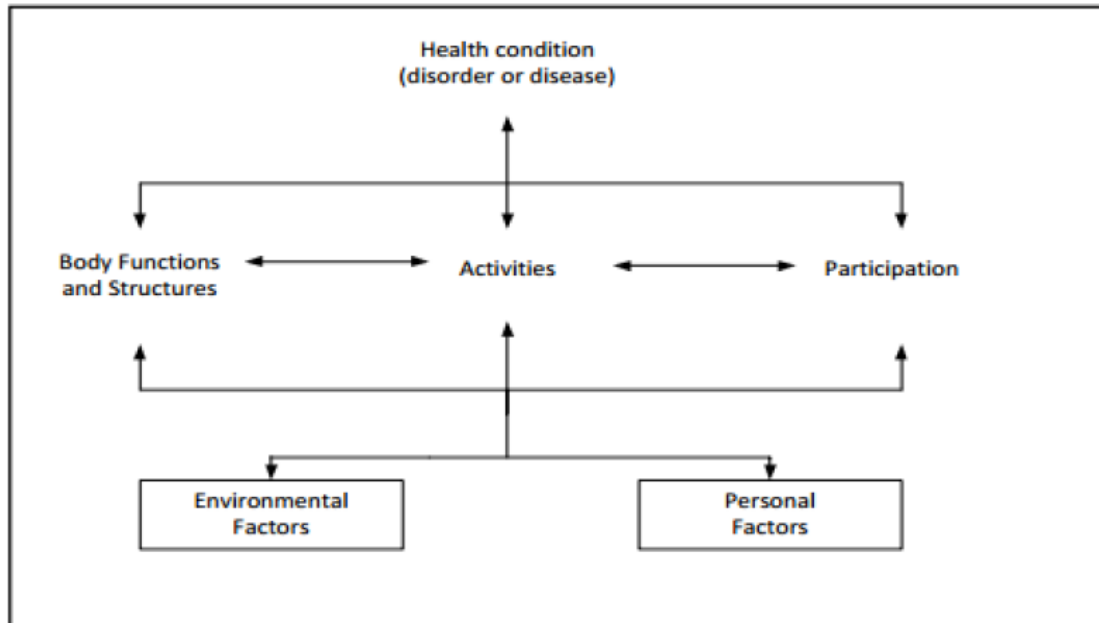 Health condition
(disorder or disease)
Body Functions
and Structures
Activities
Participation
Environmental
Factors
Personal
Factors